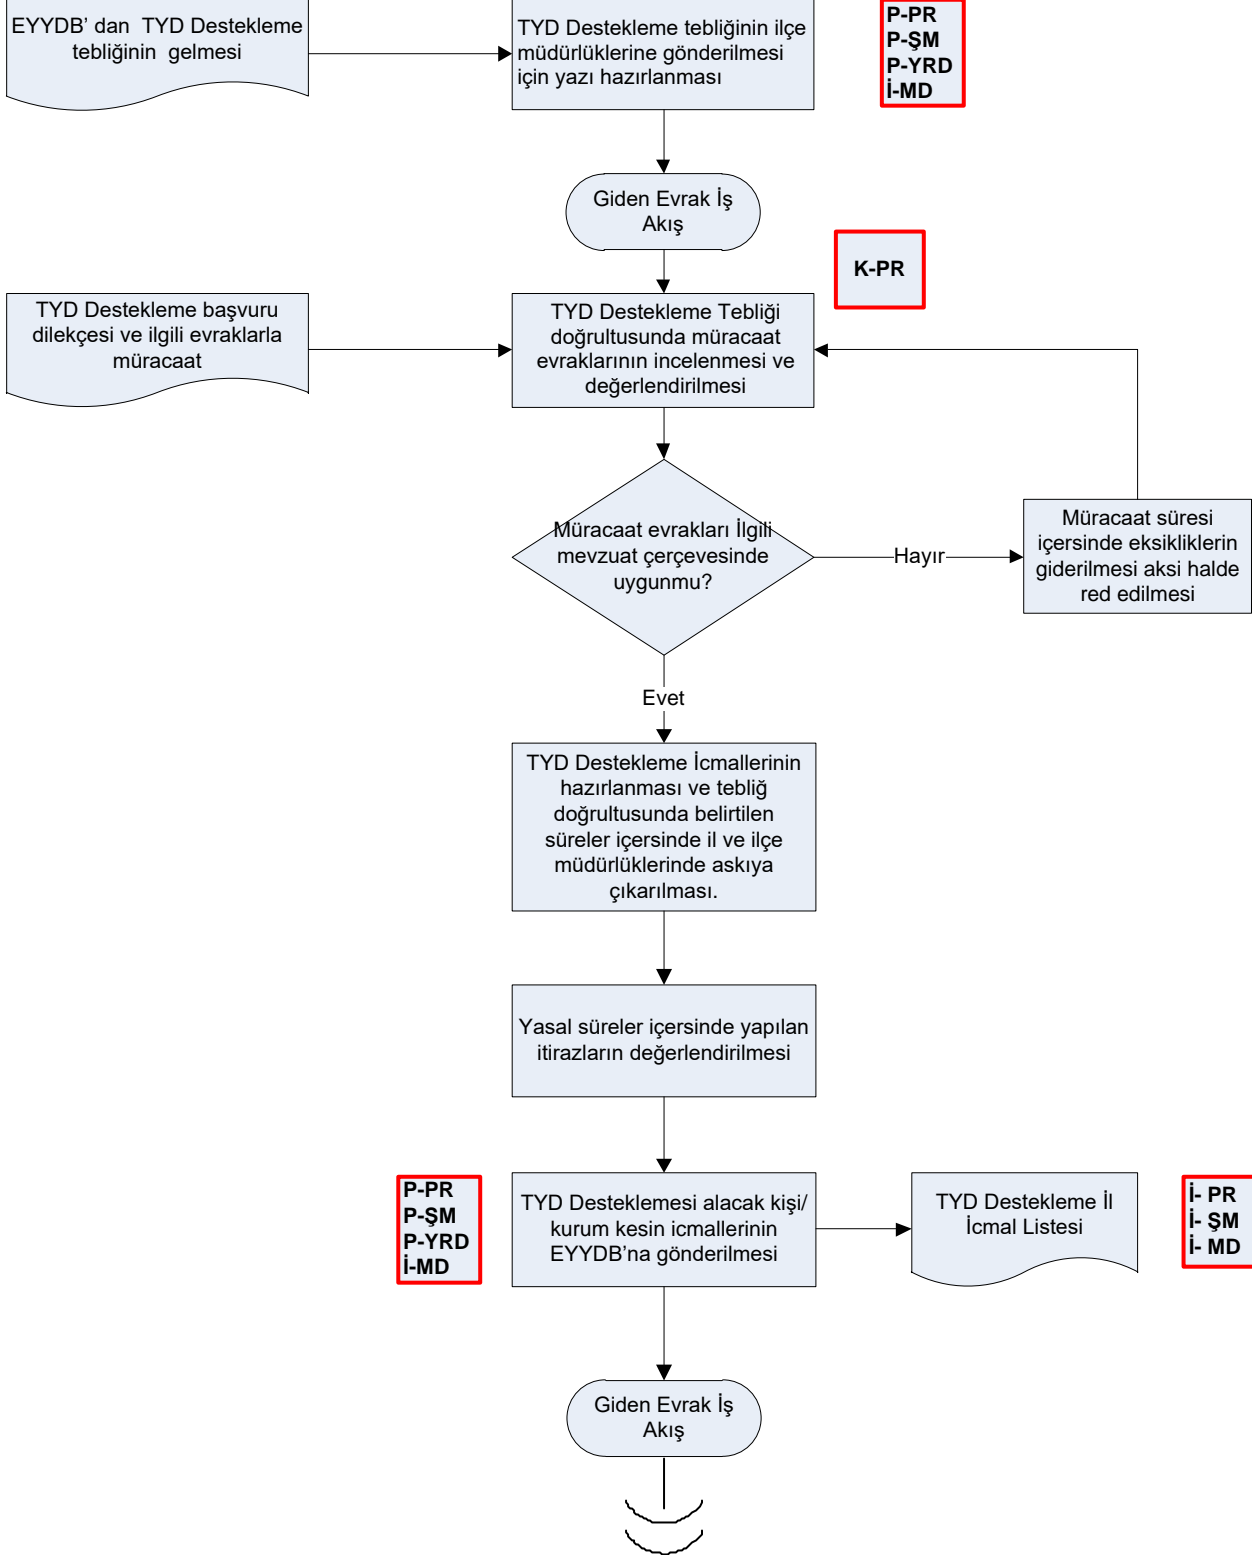 EYYDB’ dan  TYD Destekleme
tebliğinin  gelmesi
TYD Destekleme tebliğinin ilçe
müdürlüklerine gönderilmesi
için yazı hazırlanması
P-PR
P-ŞM
P-YRD
İ-MD
Giden Evrak İş
Akış
K-PR
TYD Destekleme başvuru
dilekçesi ve ilgili evraklarla
müracaat
TYD Destekleme Tebliği
doğrultusunda müracaat
evraklarının incelenmesi ve
değerlendirilmesi
Müracaat evrakları İlgili
mevzuat çerçevesinde
uygunmu?
Hayır
Müracaat süresi
içersinde eksikliklerin
giderilmesi aksi halde
red edilmesi
Evet
TYD Destekleme İcmallerinin
hazırlanması ve tebliğ
doğrultusunda belirtilen
süreler içersinde il ve ilçe
müdürlüklerinde askıya
çıkarılması.
Yasal süreler içersinde yapılan
itirazların değerlendirilmesi
P-PR
P-ŞM
P-YRD
İ-MD
TYD Desteklemesi alacak kişi/
kurum kesin icmallerinin
EYYDB’na gönderilmesi
TYD Destekleme İl
İcmal Listesi
İ- PR
İ- ŞM
İ- MD
Giden Evrak İş
Akış